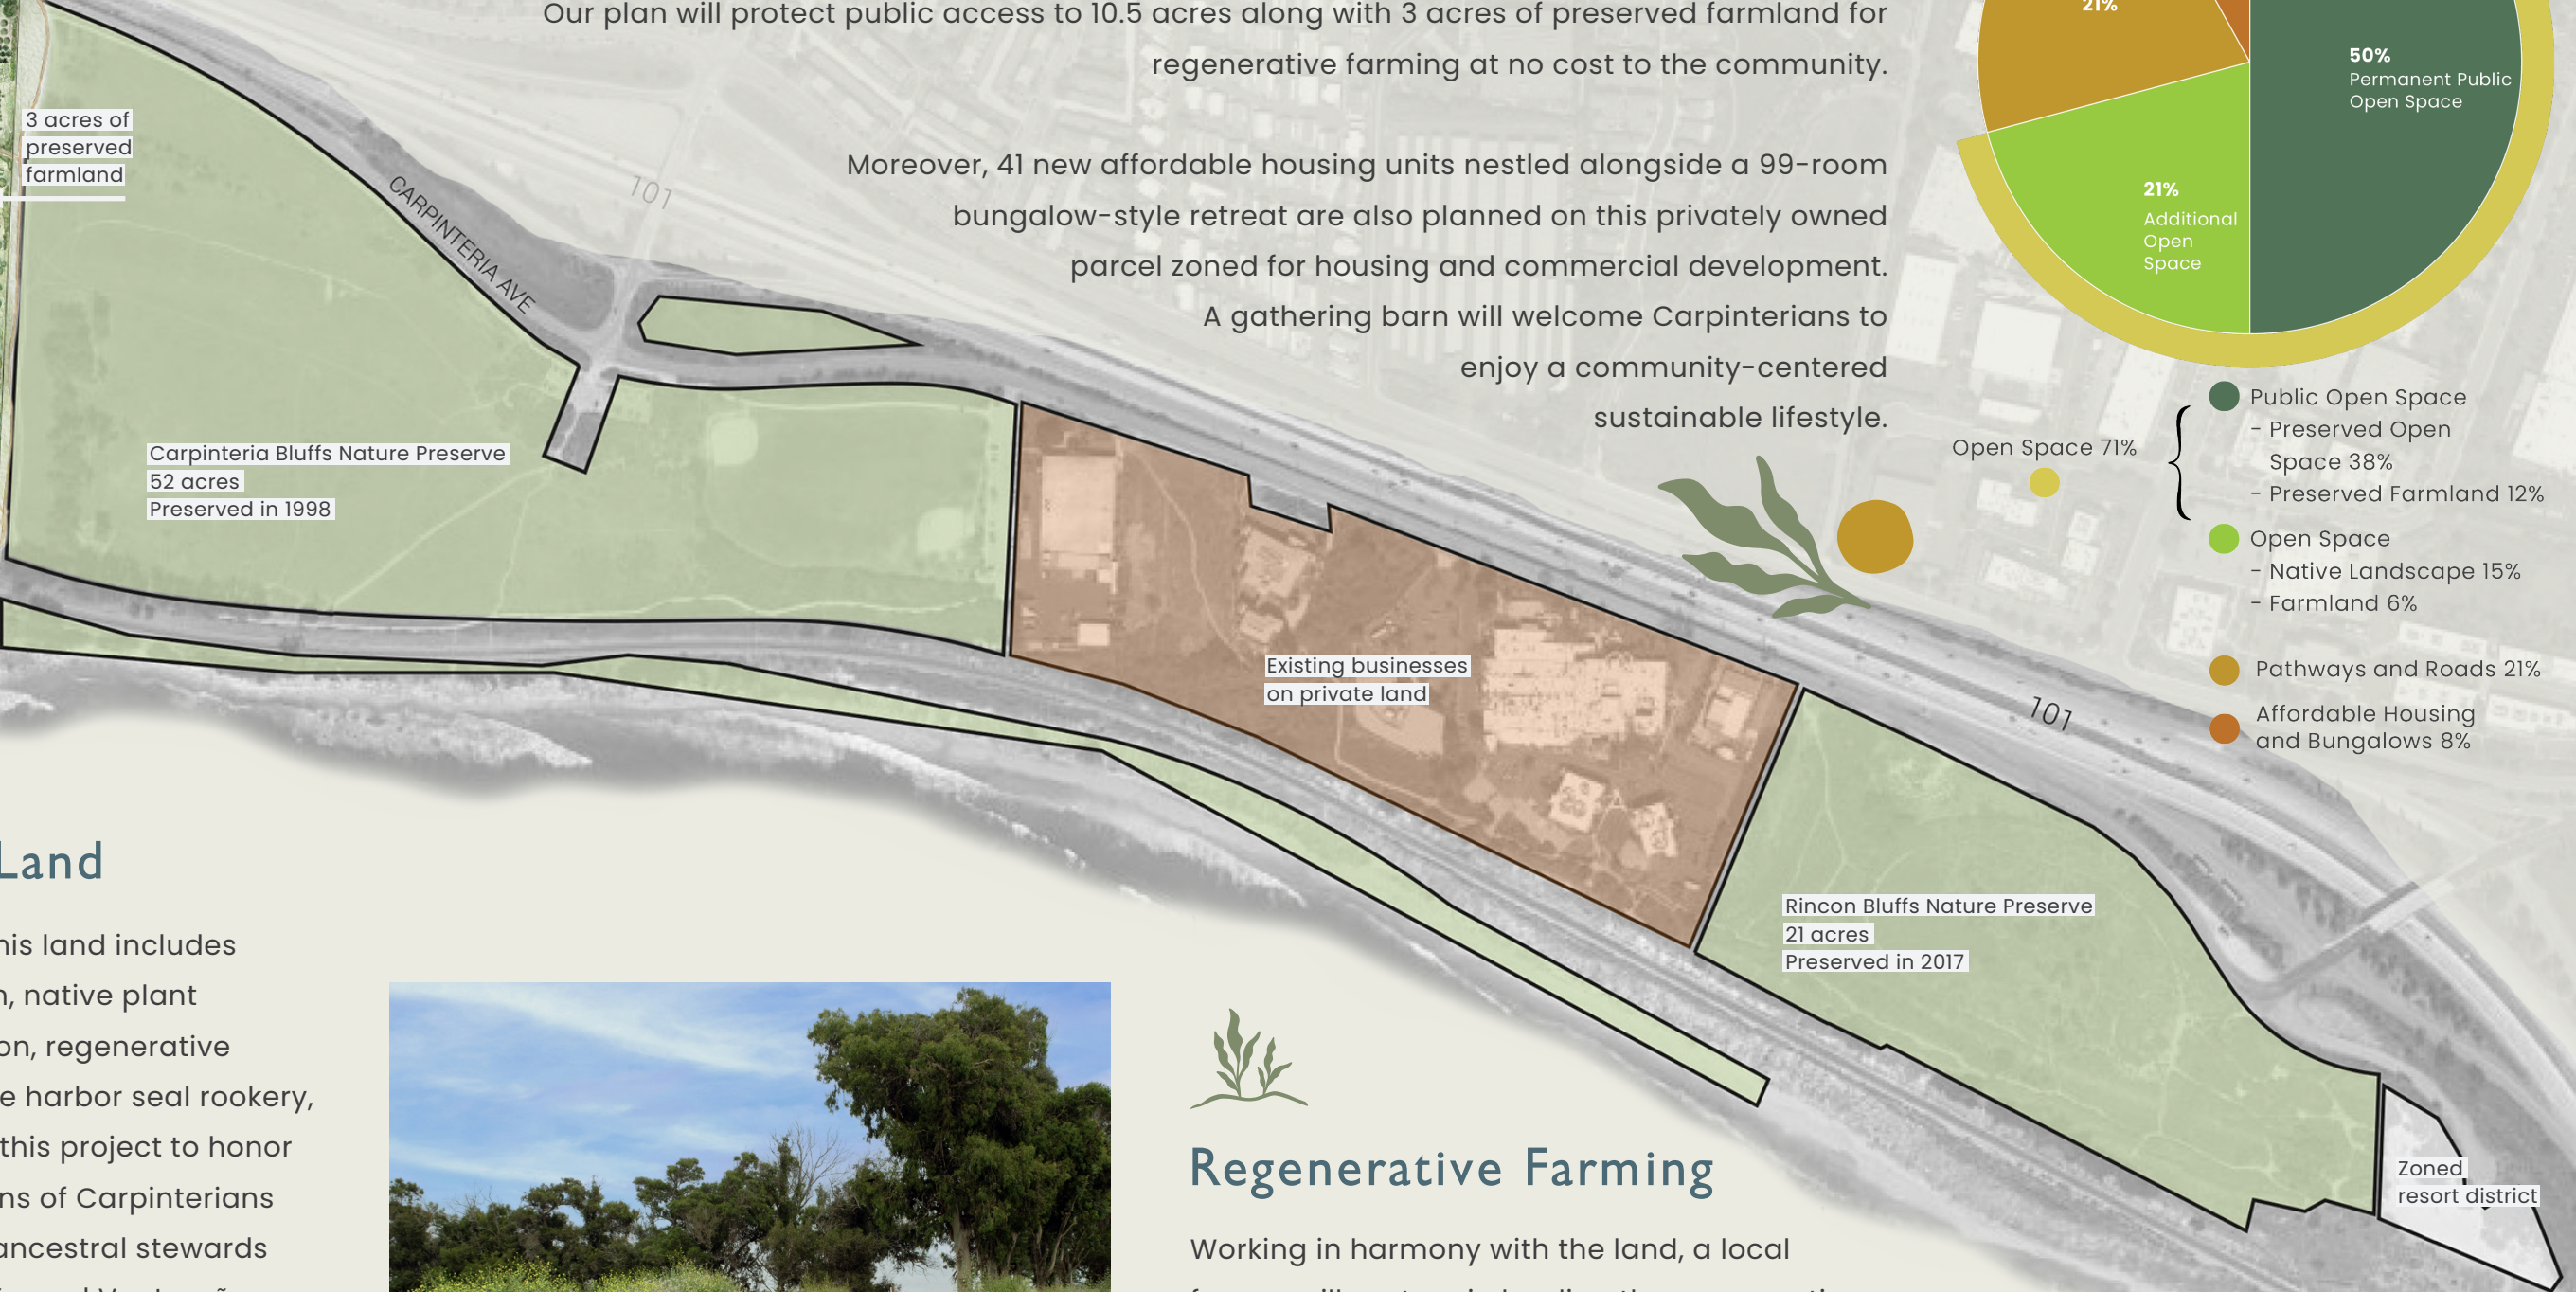 Our plan will protect public access to 10.5 acres along with 3 acres of preserved farmland for
regenerative farming at no cost to the community.
Moreover, 41 new affordable housing units nestled alongside a 99-room
bungalow-style retreat are also planned on this privately owned
parcel zoned for housing and commercial development.
A gathering barn will welcome Carpinterians to
enjoy a community-centered
sustainable lifestyle.
21%
50%
Permanent Public
Open Space
21%
Additional
Open
Space
Open Space 71%
Public Open Space
- Preserved Open
Space 38%
- Preserved Farmland 12%
Open Space
- Native Landscape 15%
- Farmland 6%
Pathways and Roads 21%
Affordable Housing
and Bungalows 8%
3 acres of
preserved
farmland
CARPINTERIA AVE
101
Carpinteria Bluffs Nature Preserve
52 acres
Preserved in 1998
Existing businesses
on private land
101
Rincon Bluffs Nature Preserve
21 acres
Preserved in 2017
Zoned
resort district
Land
his land includes
, native plant
on, regenerative
e harbor seal rookery,
this project to honor
ns of Carpinterians
ancestral stewards
Regenerative Farming
Working in harmony with the land, a local